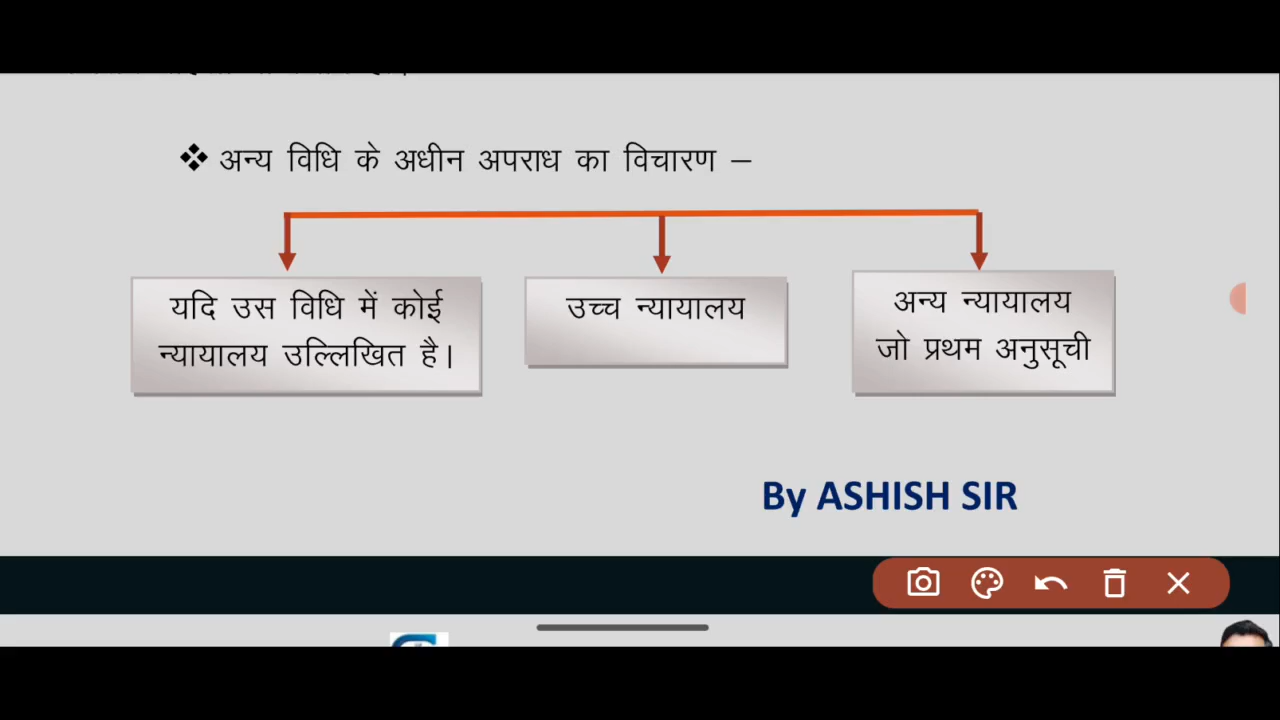 ❖ अन्य विधि के अधीन अपराध का विचारण –
यदि उस विधि में कोई
न्यायालय उल्लिखित है।
उच्च न्यायालय
अन्य न्यायालय
जो प्रथम अनुसूची
By ASHISH SIR